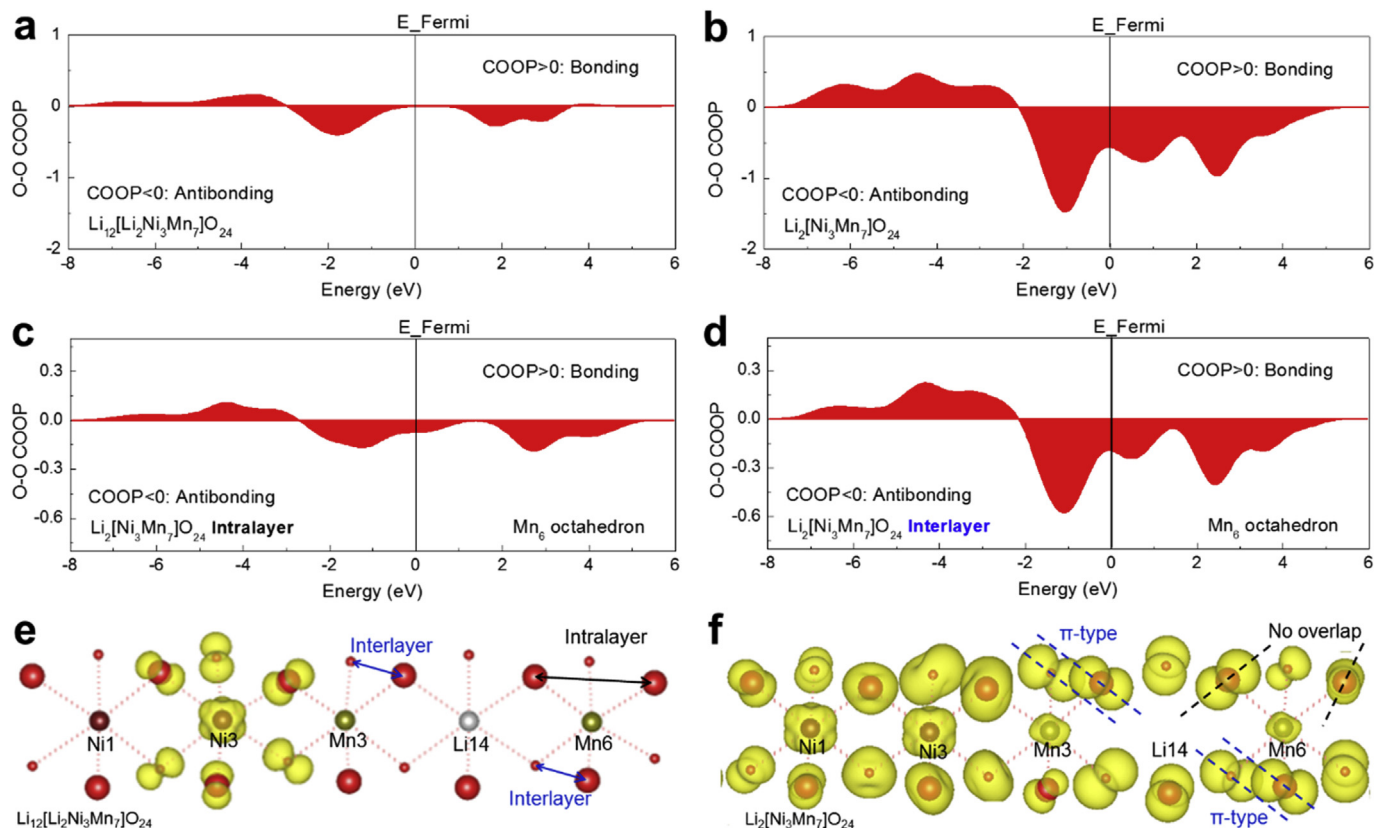 a
E_Fermi
1
COOP>0: Bonding
0
O-O COOP
-1
COOP<0: Antibonding
Li12[Li2Ni3Mn7]O24
-2
-8 -6 -4 -2 0 2 4 6
Energy (eV)
b
E_Fermi
1
COOP>0: Bonding
0
O-O COOP
-1
COOP<0: Antibonding
Li2[Ni3Mn7]O24
-2
-8 -6 -4 -2 0 2 4 6
Energy (eV)
c
E_Fermi
0.3
COOP>0: Bonding
0.0
O-O COOP
-0.3
COOP<0: Antibonding
-0.6
Li2[Ni3Mn7]O24 Intralayer Mn6 octahedron
-8 -6 -4 -2 0 2 4 6
Energy (eV)
d
E_Fermi
0.3
COOP>0: Bonding
0.0
O-O COOP
-0.3
COOP<0: Antibonding
-0.6
Li2[Ni3Mn7]O24 Interlayer Mn6 octahedron
-8 -6 -4 -2 0 2 4 6
Energy (eV)
e
Interlayer
Intralayer
Ni1 Ni3 Mn3 Li14 Mn6
Interlayer
Li12[Li2Ni3Mn7]O24
f
π-type
No overlap
Ni1 Ni3 Mn3 Li14 Mn6
π-type
Li2[Ni3Mn7]O24